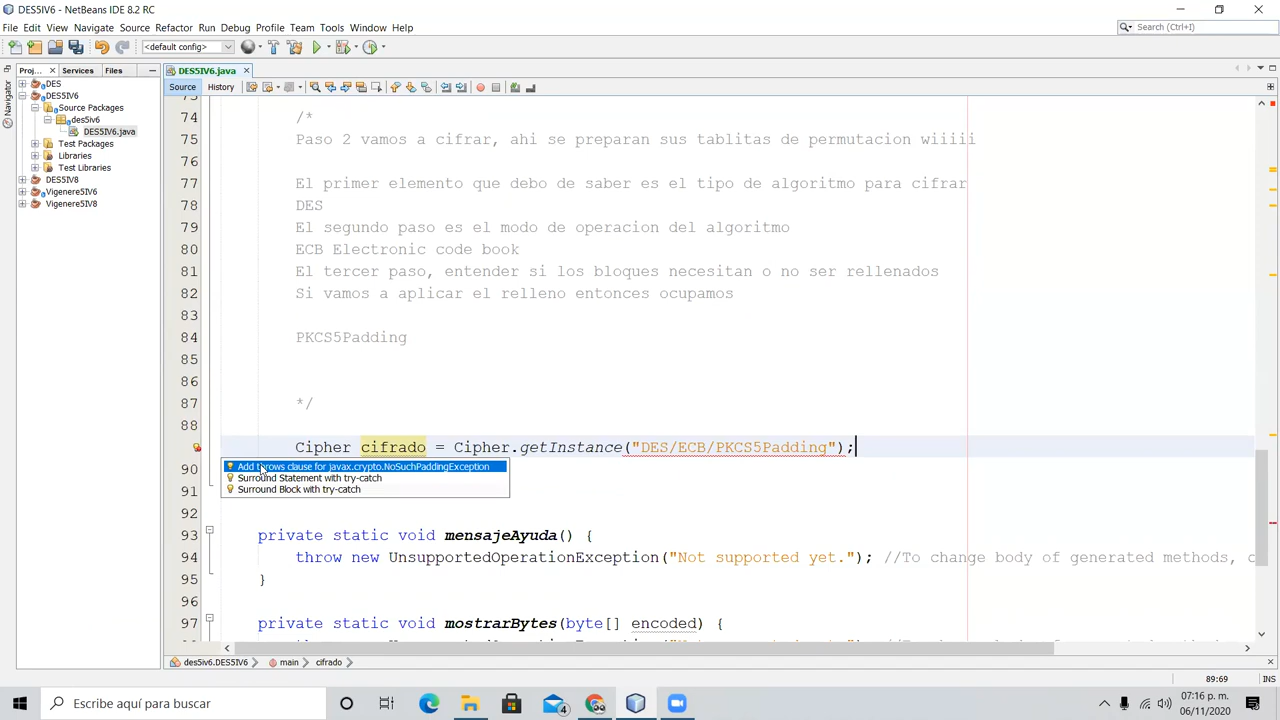 DES5IV6 - NetBeans IDE 8.2 RC
File Edit View Navigate Source Refactor Run Debug Profile Team Tools Window Help
Search (Ctrl+I)
<default config>
Proj... Services Files
DES5IV6.java
Navigator
Source History
DES
DES5IV6
Source Packages
des5iv6
DES5IV6.java
Test Packages
Libraries
Test Libraries
DES5IV8
Vigenere5IV6
Vigenere5IV8
74 /*
75 Paso 2 vamos a cifrar, ahi se preparan sus tablitas de permutacion wiiiii
76
77 El primer elemento que debo de saber es el tipo de algoritmo para cifrar
78 DES
79 El segundo paso es el modo de operacion del algoritmo
80 ECB Electronic code book
81 El tercer paso, entender si los bloques necesitan o no ser rellenados
82 Si vamos a aplicar el relleno entonces ocupamos
83
84 PKCS5Padding
85
86
87 */
88
Cipher cifrado = Cipher.getInstance("DES/ECB/PKCS5Padding");
90 Add throws clause for javax.crypto.NoSuchPaddingException
Surround Statement with try-catch
91 Surround Block with try-catch
92
93 private static void mensajeAyuda() {
94 throw new UnsupportedOperationException("Not supported yet."); //To change body of generated methods, c
95 }
96
97 private static void mostrarBytes(byte[] encoded) {
des5iv6.DES5IV6 main cifrado
89:69 INS
Escribe aquí para buscar
4
07:16 p. m.
06/11/2020